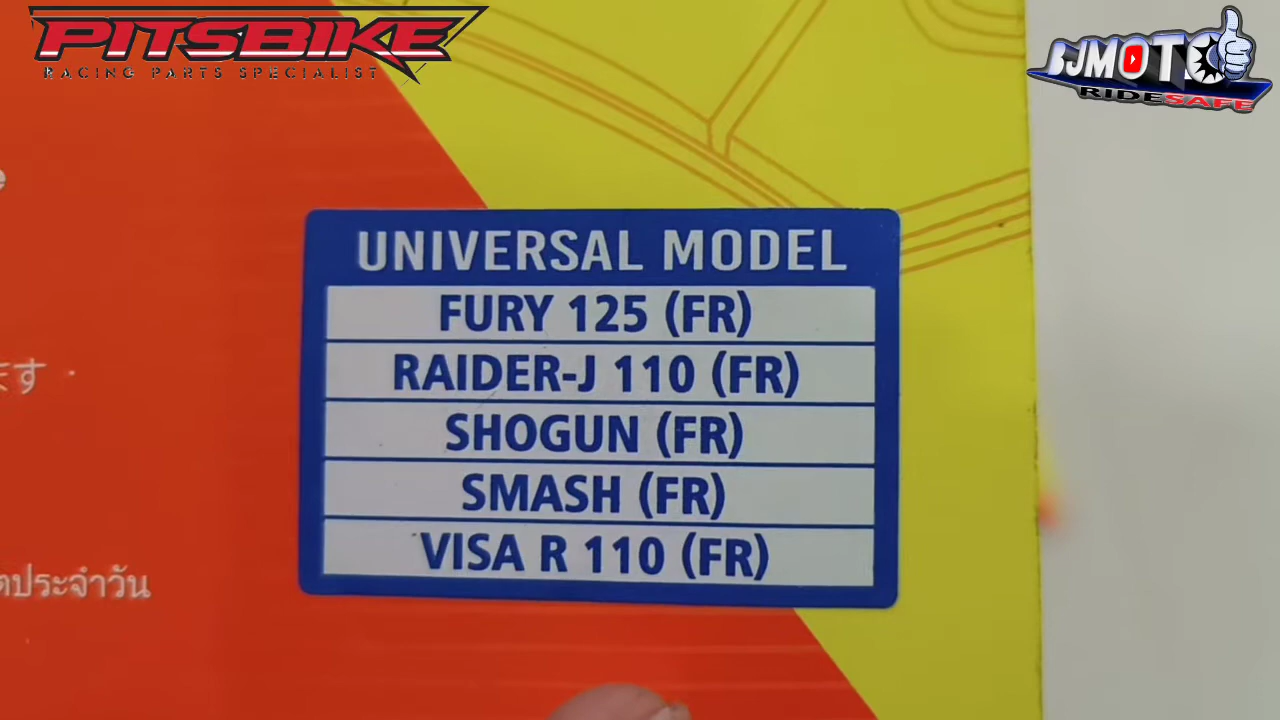 PITSBIKE
RACING PARTS SPECIALIST
BJMOTO
RIDESAFE
UNIVERSAL MODEL
FURY 125 (FR)
RAIDER-J 110 (FR)
SHOGUN (FR)
SMASH (FR)
VISA R 110 (FR)
ます
ประจำวัน